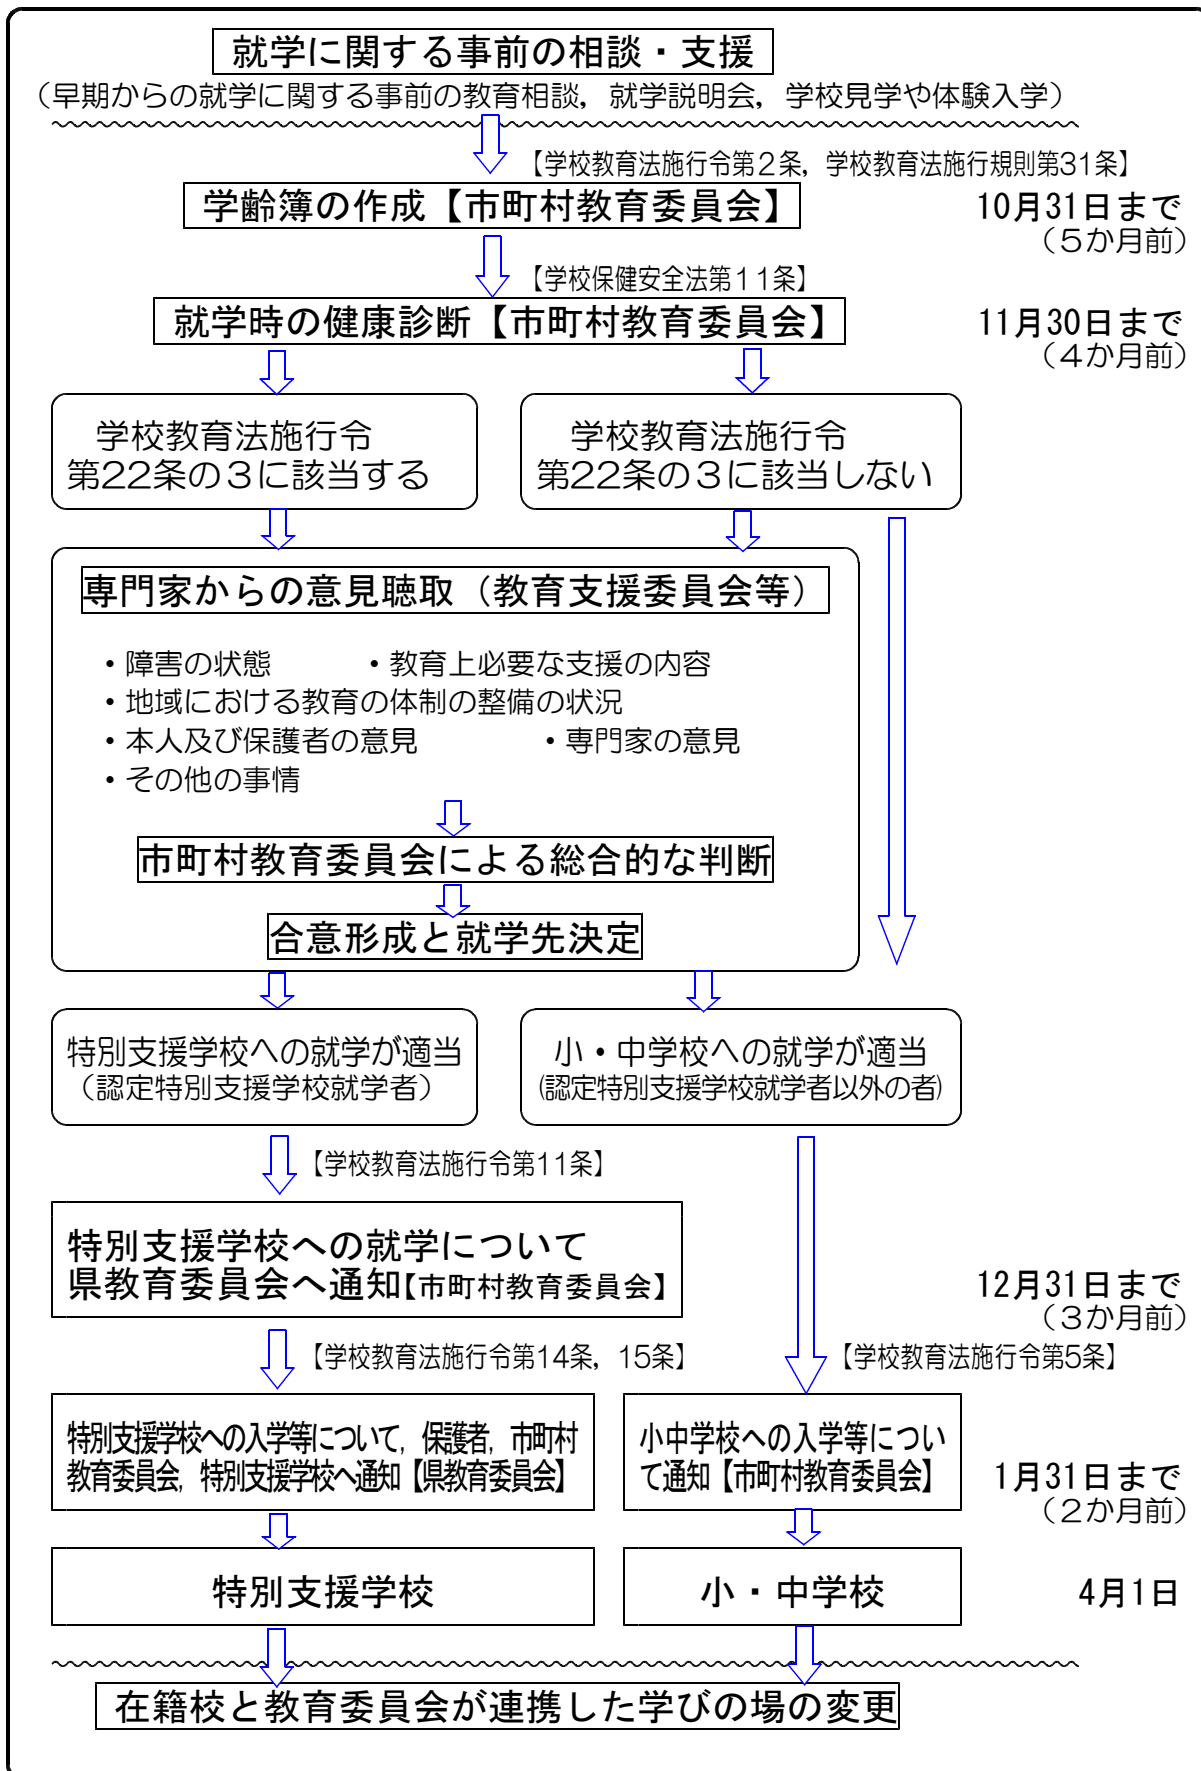 就学に関する事前の相談・支援
（早期からの就学に関する事前の教育相談，就学説明会，学校見学や体験入学）
【学校教育法施行令第２条，学校教育法施行規則第31条】
学齢簿の作成【市町村教育委員会】
10月31日まで
（５か月前）
【学校保健安全法第１１条】
就学時の健康診断【市町村教育委員会】
11月30日まで
（４か月前）
学校教育法施行令
第22条の３に該当する
学校教育法施行令
第22条の３に該当しない
専門家からの意見聴取（教育支援委員会等）
・障害の状態　・教育上必要な支援の内容
・地域における教育の体制の整備の状況
・本人及び保護者の意見　・専門家の意見
・その他の事情
市町村教育委員会による総合的な判断
合意形成と就学先決定
特別支援学校への就学が適当
（認定特別支援学校就学者）
小・中学校への就学が適当
(認定特別支援学校就学者以外の者)
【学校教育法施行令第11条】
特別支援学校への就学について
県教育委員会へ通知【市町村教育委員会】
12月31日まで
（３か月前）
【学校教育法施行令第14条，15条】
【学校教育法施行令第5条】
特別支援学校への入学等について，保護者，市町村
教育委員会，特別支援学校へ通知【県教育委員会】
小中学校への入学等につい
て通知【市町村教育委員会】
1月31日まで
（２か月前）
特別支援学校
小・中学校
4月1日
在籍校と教育委員会が連携した学びの場の変更